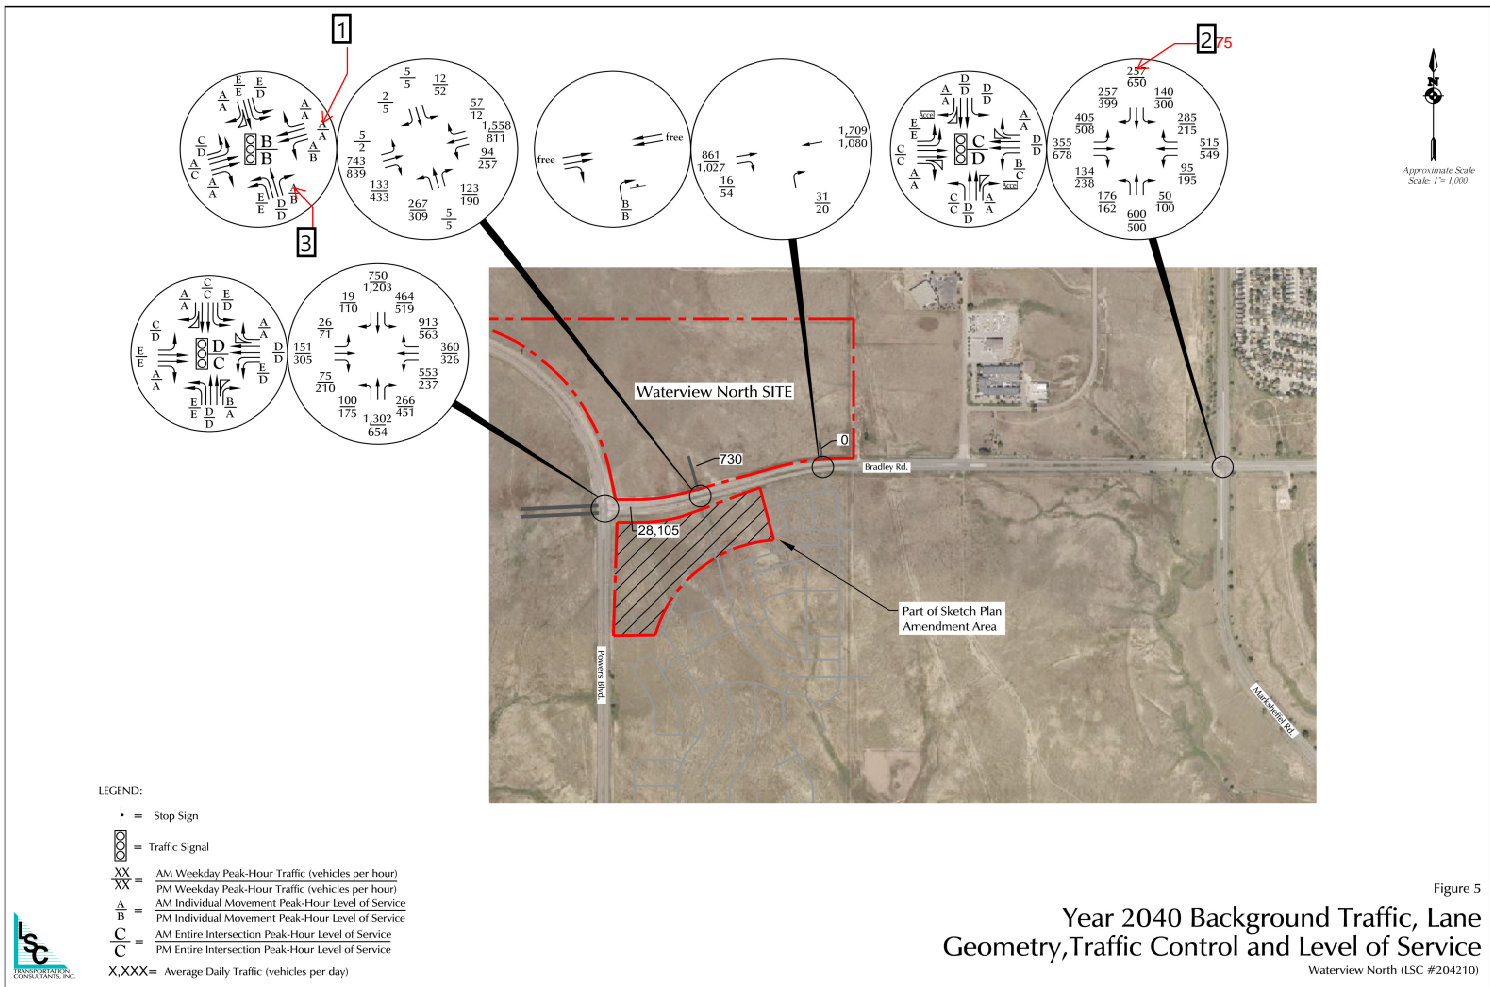 1
2 75
3
E E A A E D A A A A A B C D A C A A E E D D A B
B B
5 5 12 52 2 5 57 12 1,558 811 94 257 5 2 743 839 133 433 267 309 5 5 123 190
free
free
B B
1,709 1,080
861 1,027
16 54
31 20
D D D D A A A A E E C C A A D D B C C C D D A A
XCCEL
C D
257 650
257 399 140 300
405 508 285 215
355 678 515 549
134 238 95 195
176 162 50 100
600 500
N
Approximate Scale
Scale: 1"= 1000
C C A A E D C D A A E E D D A A E D E E D D B A
D C
750 1,203
19 110 464 519
26 71 913 563
151 305 360 326
75 210 553 237
100 175 266 451
1,302 654
Waterview North SITE
0
730
Bradley Rd.
28,105
Part of Sketch Plan
Amendment Area
Powers Blvd.
Marksheffel Rd.
LEGEND:
= Stop Sign
= Traffic Signal
XX = AM Weekday Peak-Hour Traffic (vehicles per hour)
XX PM Weekday Peak-Hour Traffic (vehicles per hour)
A = AM Individual Movement Peak-Hour Level of Service
B PM Individual Movement Peak-Hour Level of Service
C = AM Entire Intersection Peak-Hour Level of Service
C PM Entire Intersection Peak-Hour Level of Service
X,XXX= Average Daily Traffic (vehicles per day)
LSC
TRANSPORTATION
CONSULTANTS, INC.
Figure 5
Year 2040 Background Traffic, Lane
Geometry,Traffic Control and Level of Service
Waterview North (LSC #204210)